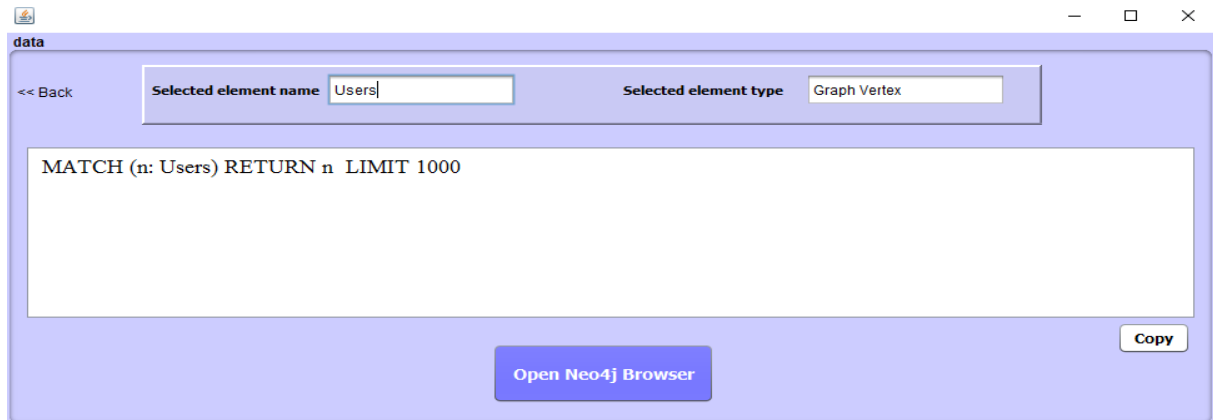 data
<< Back
Selected element name Users
Selected element type Graph Vertex
MATCH (n: Users) RETURN n  LIMIT 1000
Copy
Open Neo4j Browser